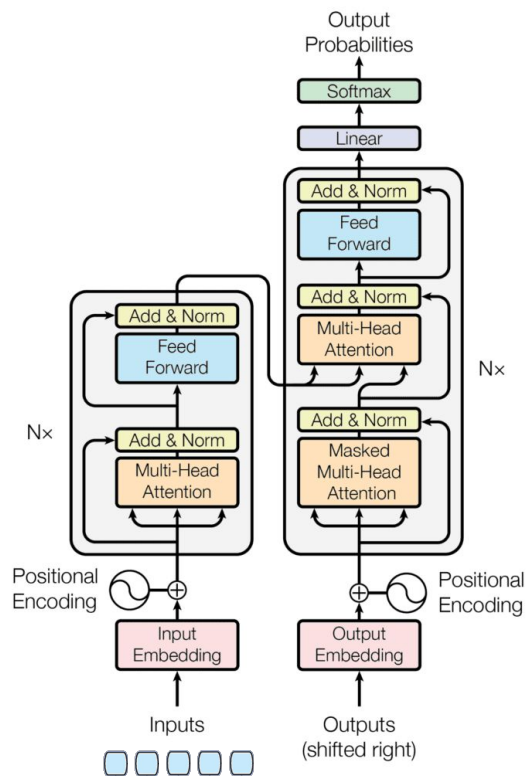 Output
Probabilities
Softmax
Linear
Add & Norm
Feed
Forward
Add & Norm
Multi-Head
Attention
Add & Norm
Masked
Multi-Head
Attention
N×
Add & Norm
Feed
Forward
Add & Norm
Multi-Head
Attention
N×
Positional
Encoding
Positional
Encoding
Input
Embedding
Output
Embedding
Inputs
Outputs
(shifted right)